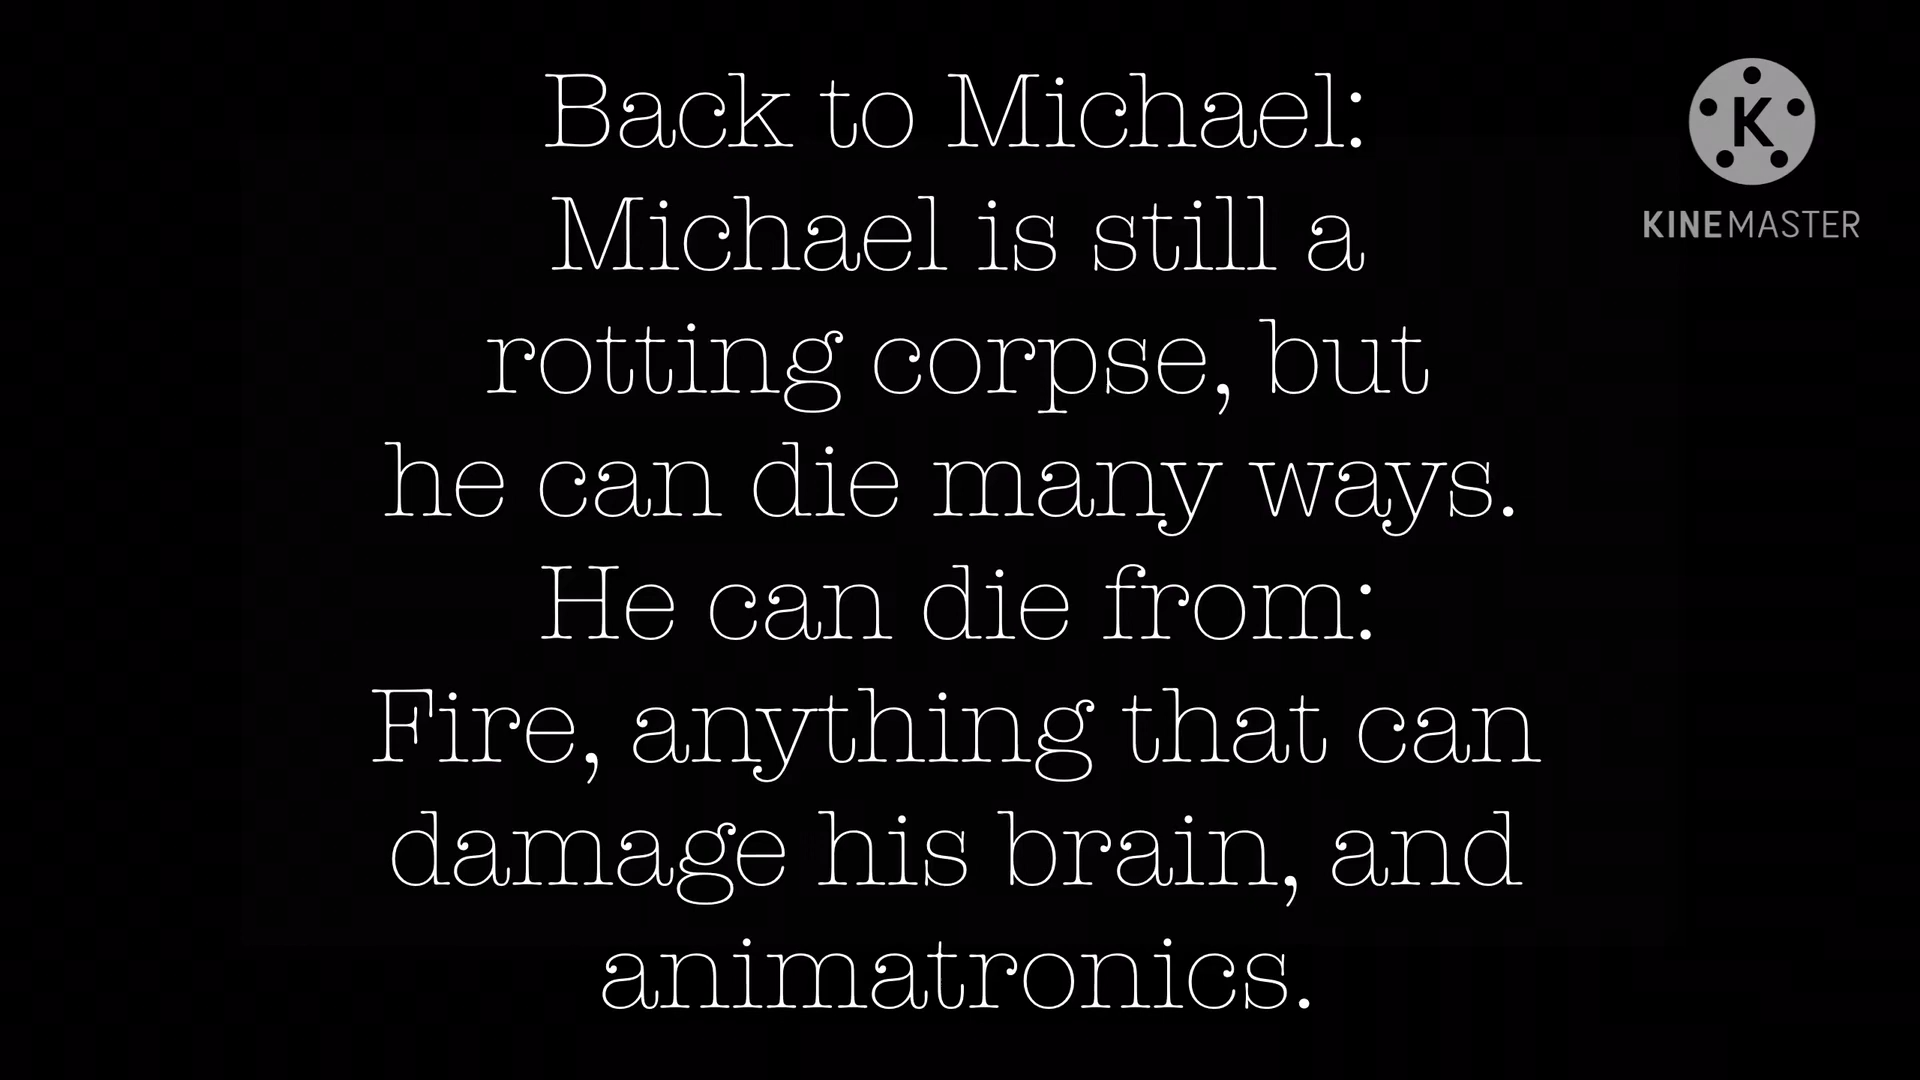 Back to Michael:
Michael is still a
rotting corpse, but
he can die many ways.
He can die from:
Fire, anything that can
damage his brain, and
animatronics.
K
KINEMASTER